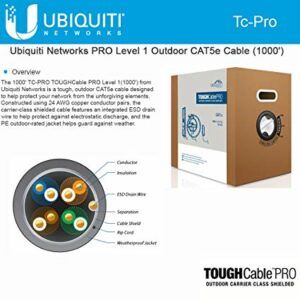 UBIQUITI
NETWORKS
Tc-Pro
Ubiquiti Networks PRO Level 1 Outdoor CAT5e Cable (1000')
Overview
The 1000' TC-PRO TOUGHCable PRO Level 1(1000') from
Ubiquiti Networks is a tough, outdoor CAT5e cable designed
to help protect your network from the unforgiving elements.
Constructed using 24 AWG copper conductor pairs, the
carrier-class shielded cable features an integrated ESD drain
wire to help protect against electrostatic discharge, and the
PE outdoor-rated jacket helps guard against weather.
Conductor
Insulation
ESD Drain Wire
Separation
Cable Shield
Rip Cord
Weatherproof Jacket
TOUGHCable PRO
TOUGHCable PRO
OUTDOOR CARRIER CLASS SHIELDED